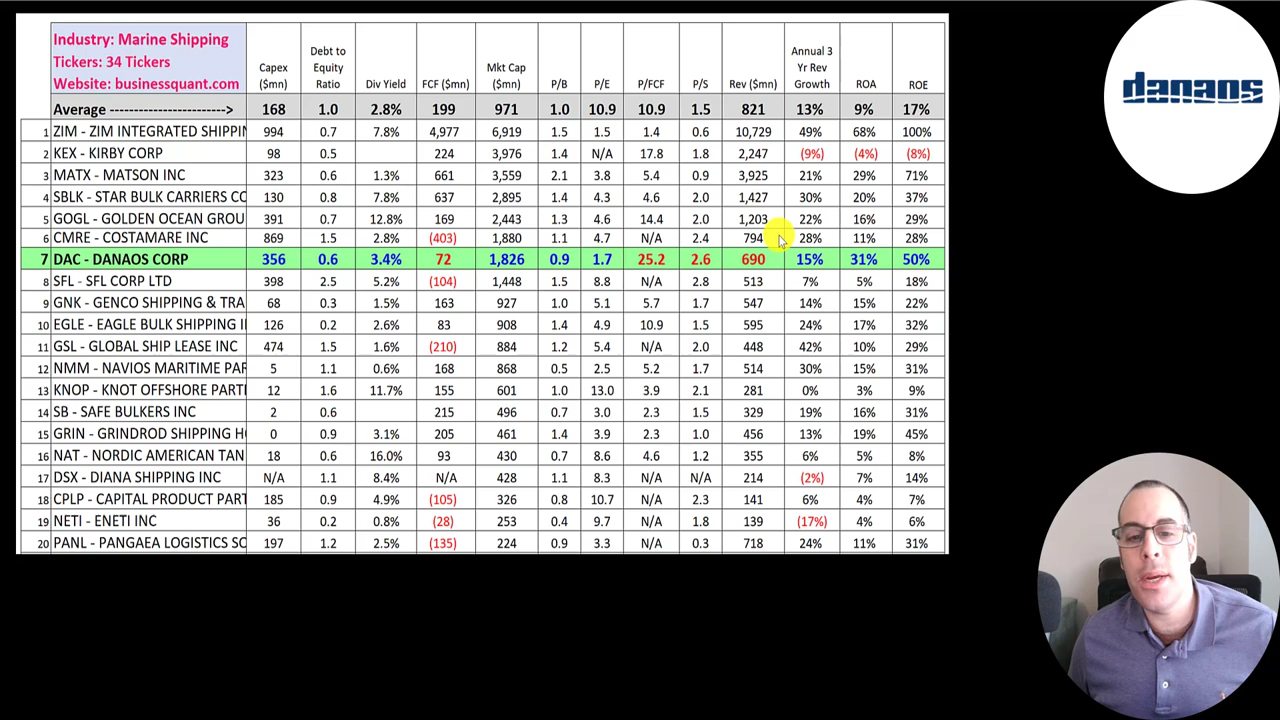 Industry: Marine Shipping
Tickers: 34 Tickers
Website: businessquant.com
Capex ($mn) Debt to Equity Ratio Div Yield FCF ($mn) Mkt Cap ($mn) P/B P/E P/FCF P/S Rev ($mn) Annual 3 Yr Rev Growth ROA ROE
Average ------------------------> 168 1.0 2.8% 199 971 1.0 10.9 10.9 1.5 821 13% 9% 17%
1 ZIM - ZIM INTEGRATED SHIPPIN 994 0.7 7.8% 4,977 6,919 1.5 1.5 1.4 0.6 10,729 49% 68% 100%
2 KEX - KIRBY CORP 98 0.5 224 3,976 1.4 N/A 17.8 1.8 2,247 (9%) (4%) (8%)
3 MATX - MATSON INC 323 0.6 1.3% 661 3,559 2.1 3.8 5.4 0.9 3,925 21% 29% 71%
4 SBLK - STAR BULK CARRIERS CO 130 0.8 7.8% 637 2,895 1.4 4.3 4.6 2.0 1,427 30% 20% 37%
5 GOGL - GOLDEN OCEAN GROU 391 0.7 12.8% 169 2,443 1.3 4.6 14.4 2.0 1,203 22% 16% 29%
6 CMRE - COSTAMARE INC 869 1.5 2.8% (403) 1,880 1.1 4.7 N/A 2.4 794 28% 11% 28%
7 DAC - DANAOS CORP 356 0.6 3.4% 72 1,826 0.9 1.7 25.2 2.6 690 15% 31% 50%
8 SFL - SFL CORP LTD 398 2.5 5.2% (104) 1,448 1.5 8.8 N/A 2.8 513 7% 5% 18%
9 GNK - GENCO SHIPPING & TRA 68 0.3 1.5% 163 927 1.0 5.1 5.7 1.7 547 14% 15% 22%
10 EGLE - EAGLE BULK SHIPPING I 126 0.2 2.6% 83 908 1.4 4.9 10.9 1.5 595 24% 17% 32%
11 GSL - GLOBAL SHIP LEASE INC 474 1.5 1.6% (210) 884 1.2 5.4 N/A 2.0 448 42% 10% 29%
12 NMM - NAVIOS MARITIME PAR 5 1.1 0.6% 168 868 0.5 2.5 5.2 1.7 514 30% 15% 31%
13 KNOP - KNOT OFFSHORE PARTI 12 1.6 11.7% 155 601 1.0 13.0 3.9 2.1 281 0% 3% 9%
14 SB - SAFE BULKERS INC 2 0.6 215 496 0.7 3.0 2.3 1.5 329 19% 16% 31%
15 GRIN - GRINDROD SHIPPING H 0 0.9 3.1% 205 461 1.4 3.9 2.3 1.0 456 13% 19% 45%
16 NAT - NORDIC AMERICAN TAN 18 0.6 16.0% 93 430 0.7 8.6 4.6 1.2 355 6% 5% 8%
17 DSX - DIANA SHIPPING INC N/A 1.1 8.4% N/A 428 1.1 8.3 N/A N/A 214 (2%) 7% 14%
18 CPLP - CAPITAL PRODUCT PART 185 0.9 4.9% (105) 326 0.8 10.7 N/A 2.3 141 6% 4% 7%
19 NETI - ENETI INC 36 0.2 0.8% (28) 253 0.4 9.7 N/A 1.8 139 (17%) 4% 6%
20 PANL - PANGAEA LOGISTICS SO 197 1.2 2.5% (135) 224 0.9 3.3 N/A 0.3 718 24% 11% 31%
danaos